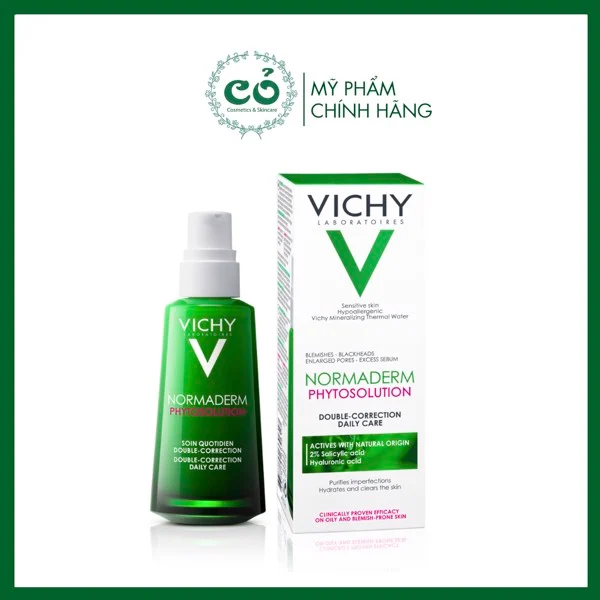 CỎ
Cosmetics & Skincare
MỸ PHẨM
CHÍNH HÃNG
VICHY
LABORATOIRES
NORMADERM
PHYTOSOLUTION
SOIN QUOTIDIEN
DOUBLE-CORRECTION
DOUBLE-CORRECTION
DAILY CARE
VICHY
LABORATOIRES
Sensitive skin
Hypoallergenic
Vichy Mineralizing Thermal Water
BLEMISHES - BLACKHEADS
ENLARGED PORES - EXCESS SEBUM
NORMADERM
PHYTOSOLUTION
DOUBLE-CORRECTION
DAILY CARE
ACTIVES WITH NATURAL ORIGIN
2% Salicylic acid
Hyaluronic acid
Purifies imperfections
Hydrates and clears the skin
CLINICALLY PROVEN EFFICACY
ON OILY AND BLEMISH-PRONE SKIN